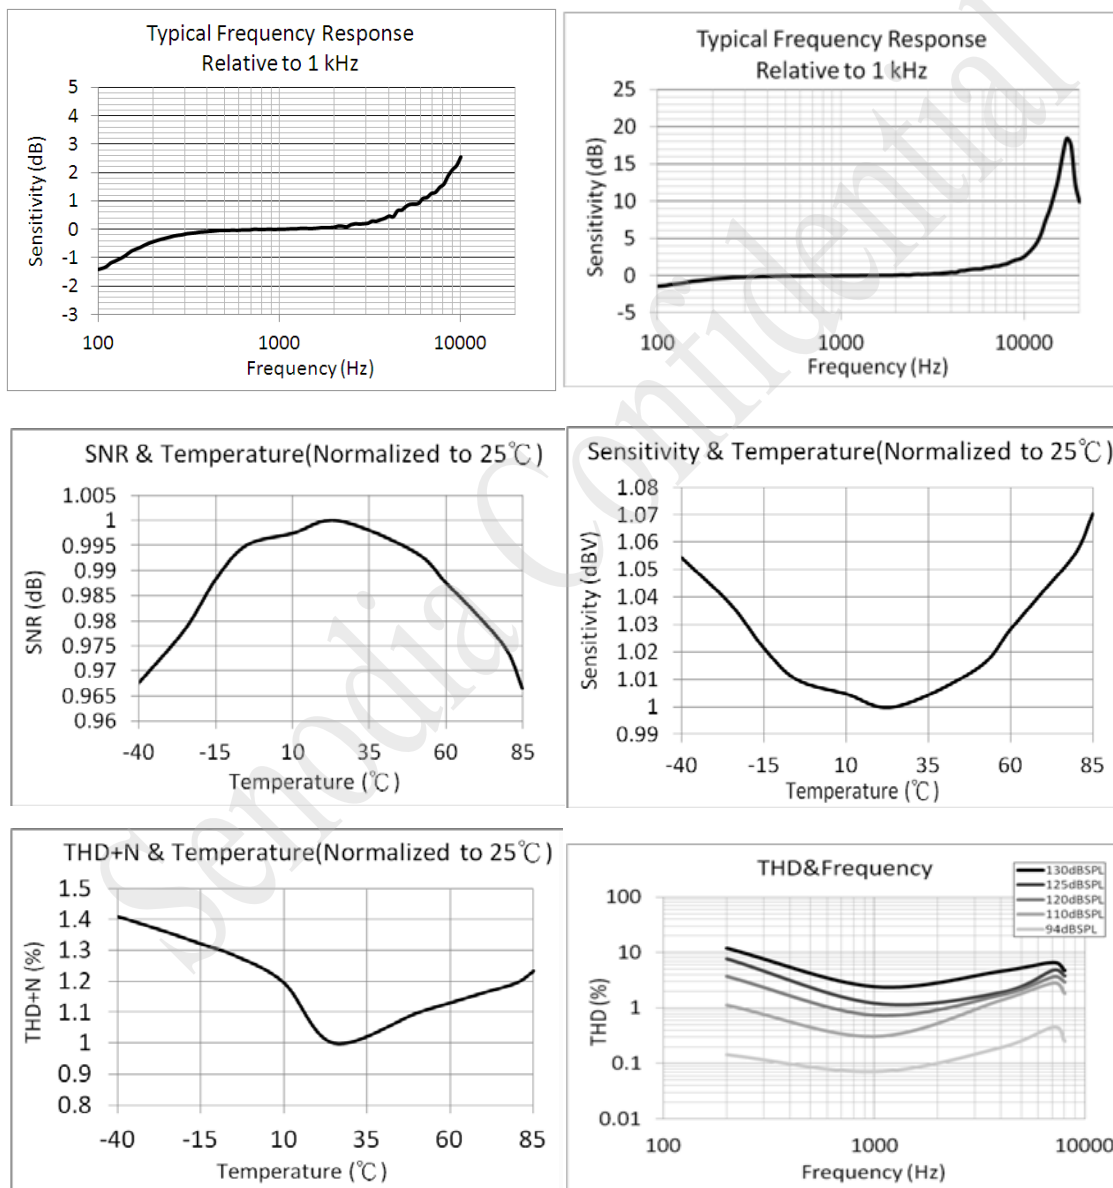 Typical Frequency Response
Relative to 1 kHz
5
4
3
2
1
0
-1
-2
-3
Sensitivity (dB)
100
1000
10000
Frequency (Hz)
Typical Frequency Response
Relative to 1 kHz
25
20
15
10
5
0
-5
Sensitivity (dB)
100
1000
10000
Frequency (Hz)
SNR & Temperature(Normalized to 25℃)
1.005
1
0.995
0.99
0.985
0.98
0.975
0.97
0.965
0.96
SNR (dB)
-40
-15
10
35
60
85
Temperature (℃)
Sensitivity & Temperature(Normalized to 25℃)
1.08
1.07
1.06
1.05
1.04
1.03
1.02
1.01
1
0.99
Sensitivity (dBV)
-40
-15
10
35
60
85
Temperature (℃)
THD+N & Temperature(Normalized to 25℃)
1.5
1.4
1.3
1.2
1.1
1
0.9
0.8
THD+N (%)
-40
-15
10
35
60
85
Temperature (℃)
THD&Frequency
130dBSPL
125dBSPL
120dBSPL
110dBSPL
94dBSPL
100
10
1
0.1
0.01
THD (%)
100
1000
10000
Frequency (Hz)
Senodia Confidential